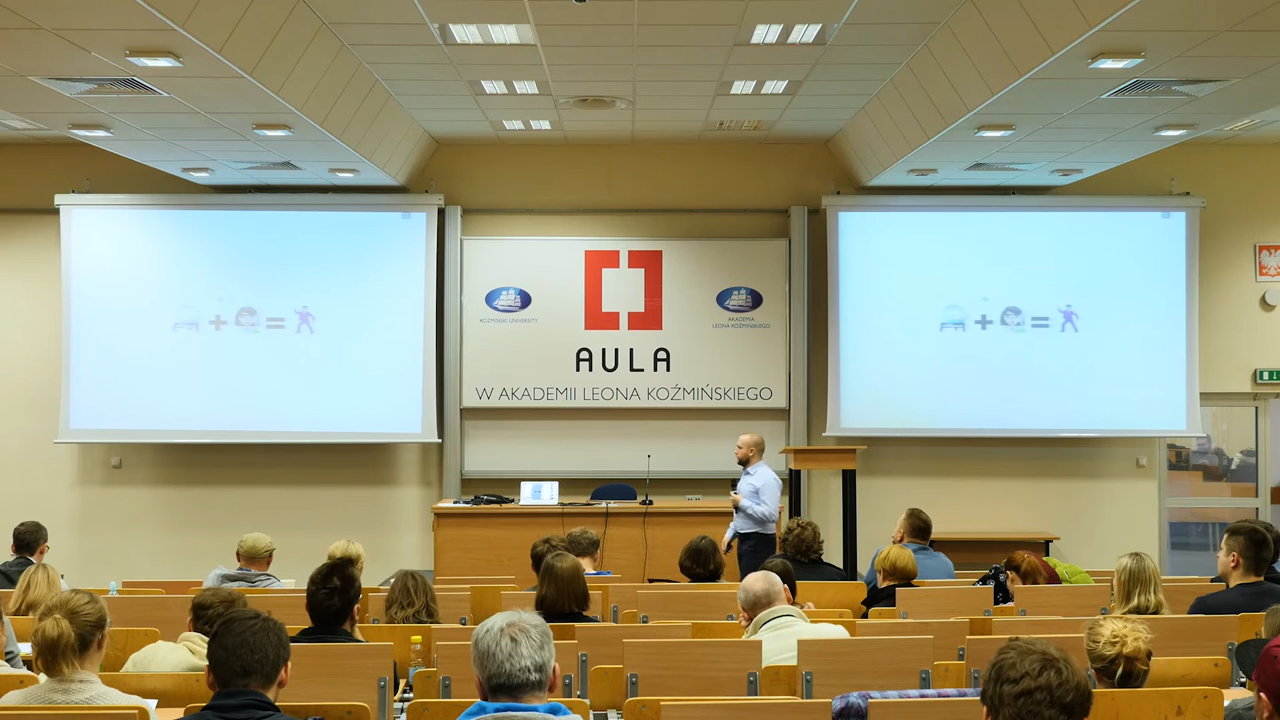 + =
KOZMINSKI UNIVERSITY
AKADEMIA
LEONA KOŹMIŃSKIEGO
AULA
W AKADEMII LEONA KOŹMIŃSKIEGO
+ =